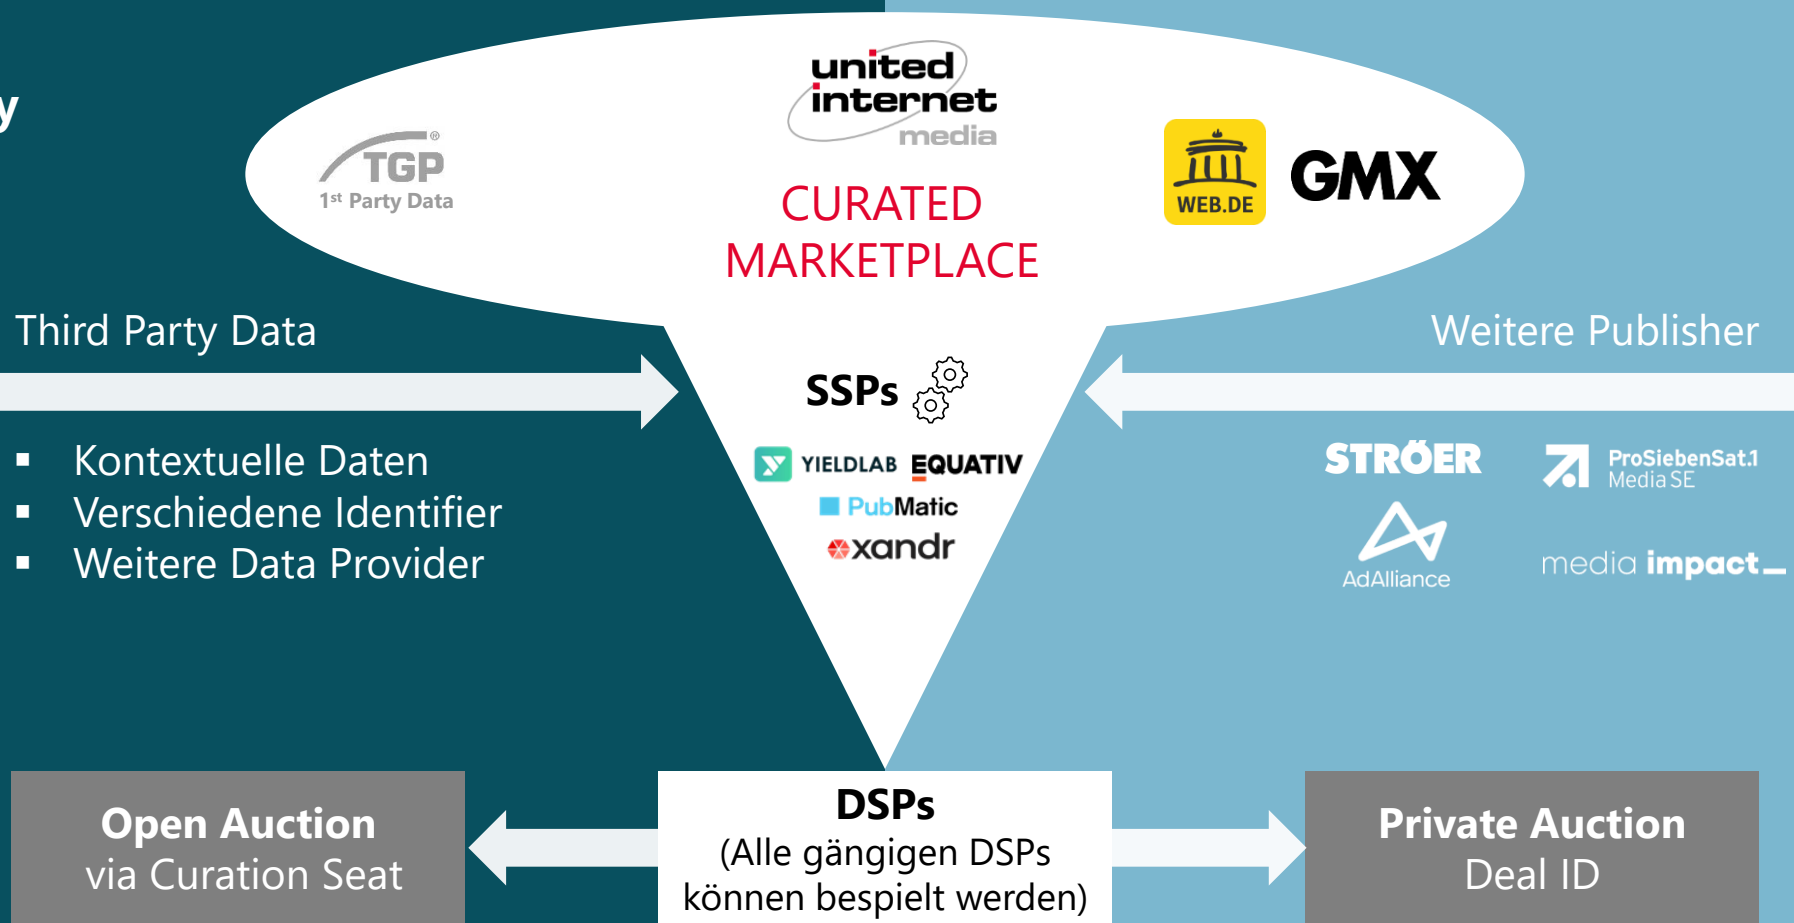 y
united
internet
media
TGP®
1st Party Data
CURATED
MARKETPLACE
WEB.DE
GMX
Third Party Data
Weitere Publisher
SSPs
▪ Kontextuelle Daten
▪ Verschiedene Identifier
▪ Weitere Data Provider
YIELDLAB EQUATIV
PubMatic
xandr
STRÖER
ProSiebenSat.1
Media SE
AdAlliance
media impact_
Open Auction
via Curation Seat
DSPs
(Alle gängigen DSPs
können bespielt werden)
Private Auction
Deal ID